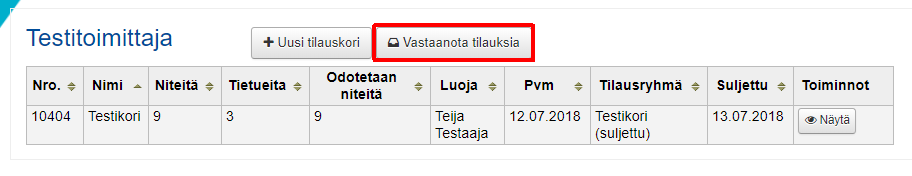 Testitoimittaja
Uusi tilauskori Vastaanota tilauksia
Nro. Nimi Niteitä Tietueita Odotetaan niteitä Luoja Pvm Tilausryhmä Suljettu Toiminnot
10404 Testikori 9 3 9 Teija Testaaja 12.07.2018 Testikori (suljettu) 13.07.2018 Näytä